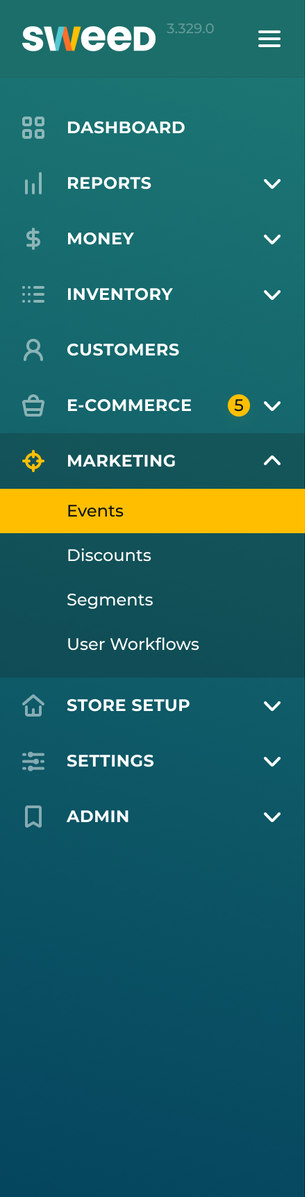 SWEED 3.329.0
DASHBOARD
REPORTS
MONEY
INVENTORY
CUSTOMERS
E-COMMERCE 5
MARKETING
Events
Discounts
Segments
User Workflows
STORE SETUP
SETTINGS
ADMIN